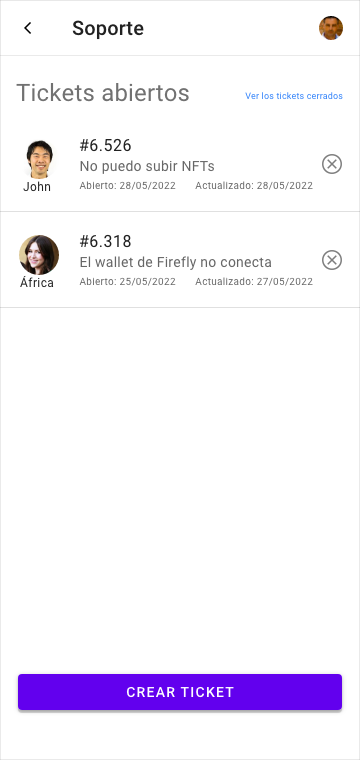 Soporte
Tickets abiertos
Ver los tickets cerrados
#6.526
No puedo subir NFTs
Abierto: 28/05/2022 Actualizado: 28/05/2022
John
#6.318
El wallet de Firefly no conecta
Abierto: 25/05/2022 Actualizado: 27/05/2022
África
CREAR TICKET